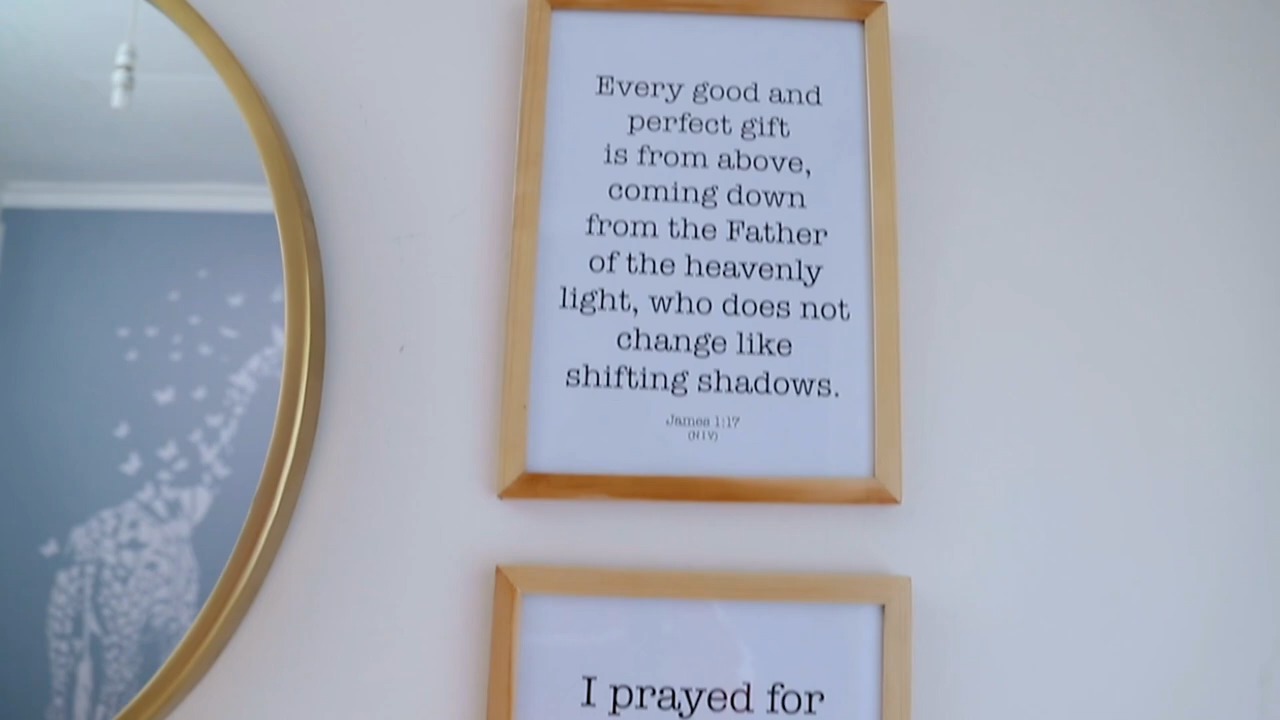 Every good and
perfect gift
is from above,
coming down
from the Father
of the heavenly
light, who does not
change like
shifting shadows.
James 1:17
(NIV)
I prayed for